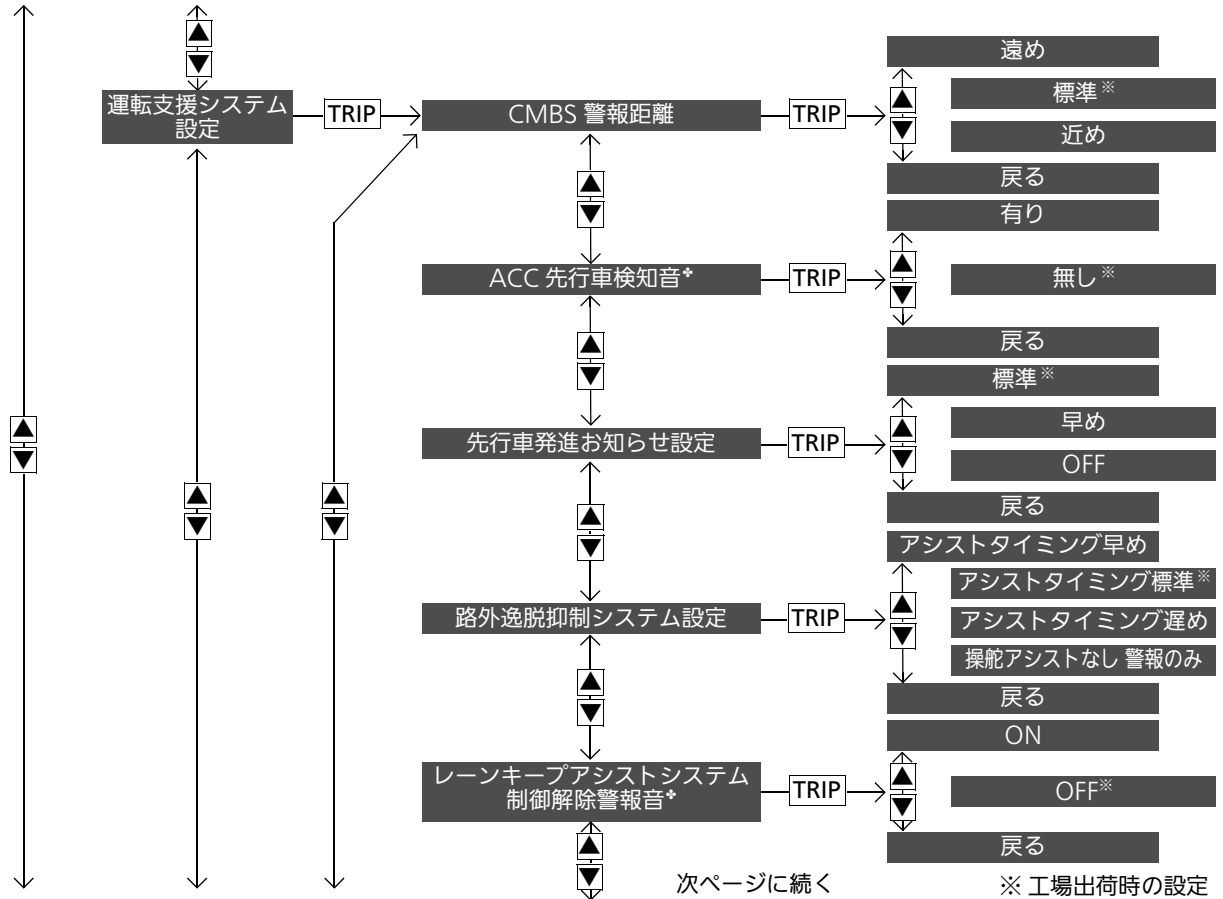 運転支援システム
設定
TRIP
CMBS 警報距離
TRIP
遠め
標準※
近め
戻る
ACC 先行車検知音✤
TRIP
有り
無し※
戻る
先行車発進お知らせ設定
TRIP
標準※
早め
OFF
戻る
路外逸脱抑制システム設定
TRIP
アシストタイミング早め
アシストタイミング標準※
アシストタイミング遅め
操舵アシストなし 警報のみ
戻る
レーンキープアシストシステム
制御解除警報音✤
TRIP
ON
OFF※
戻る
次ページに続く
※ 工場出荷時の設定